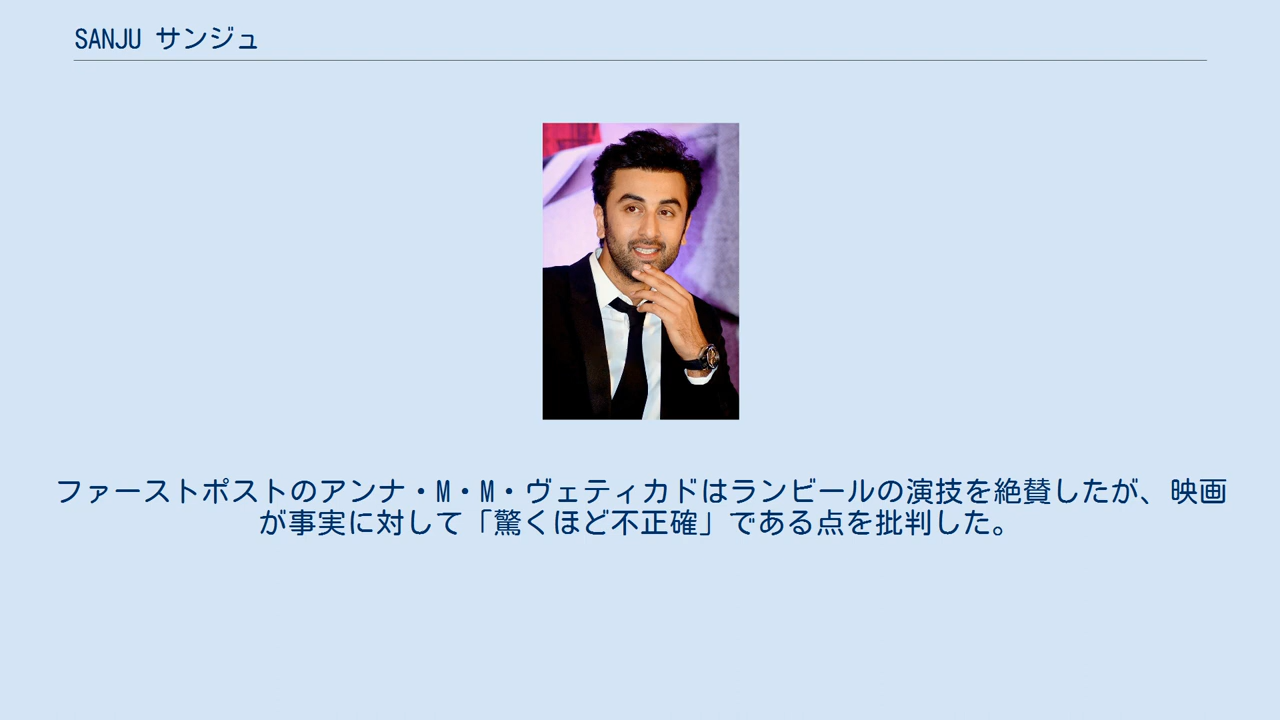 SANJU サンジュ
ファーストポストのアンナ・M・M・ヴェティカドはランビールの演技を絶賛したが、映画
が事実に対して「驚くほど不正確」である点を批判した。